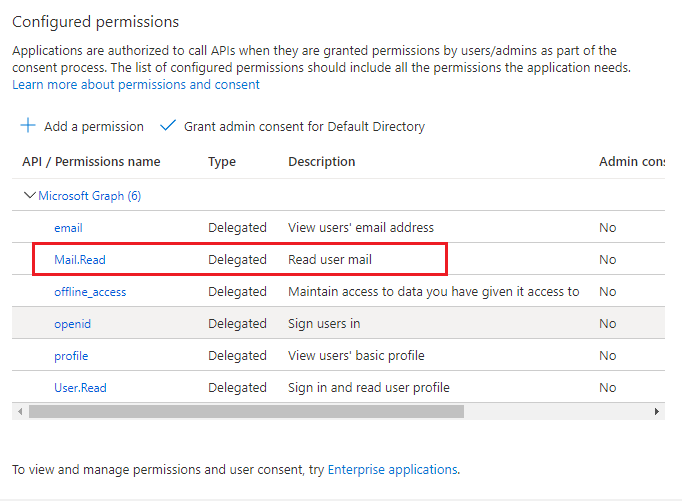 Configured permissions
Applications are authorized to call APIs when they are granted permissions by users/admins as part of the
consent process. The list of configured permissions should include all the permissions the application needs.
Learn more about permissions and consent
Add a permission Grant admin consent for Default Directory
API / Permissions name Type Description Admin con
Microsoft Graph (6)
email Delegated View users' email address No
Mail.Read Delegated Read user mail No
offline_access Delegated Maintain access to data you have given it access to No
openid Delegated Sign users in No
profile Delegated View users' basic profile No
User.Read Delegated Sign in and read user profile No
To view and manage permissions and user consent, try Enterprise applications.